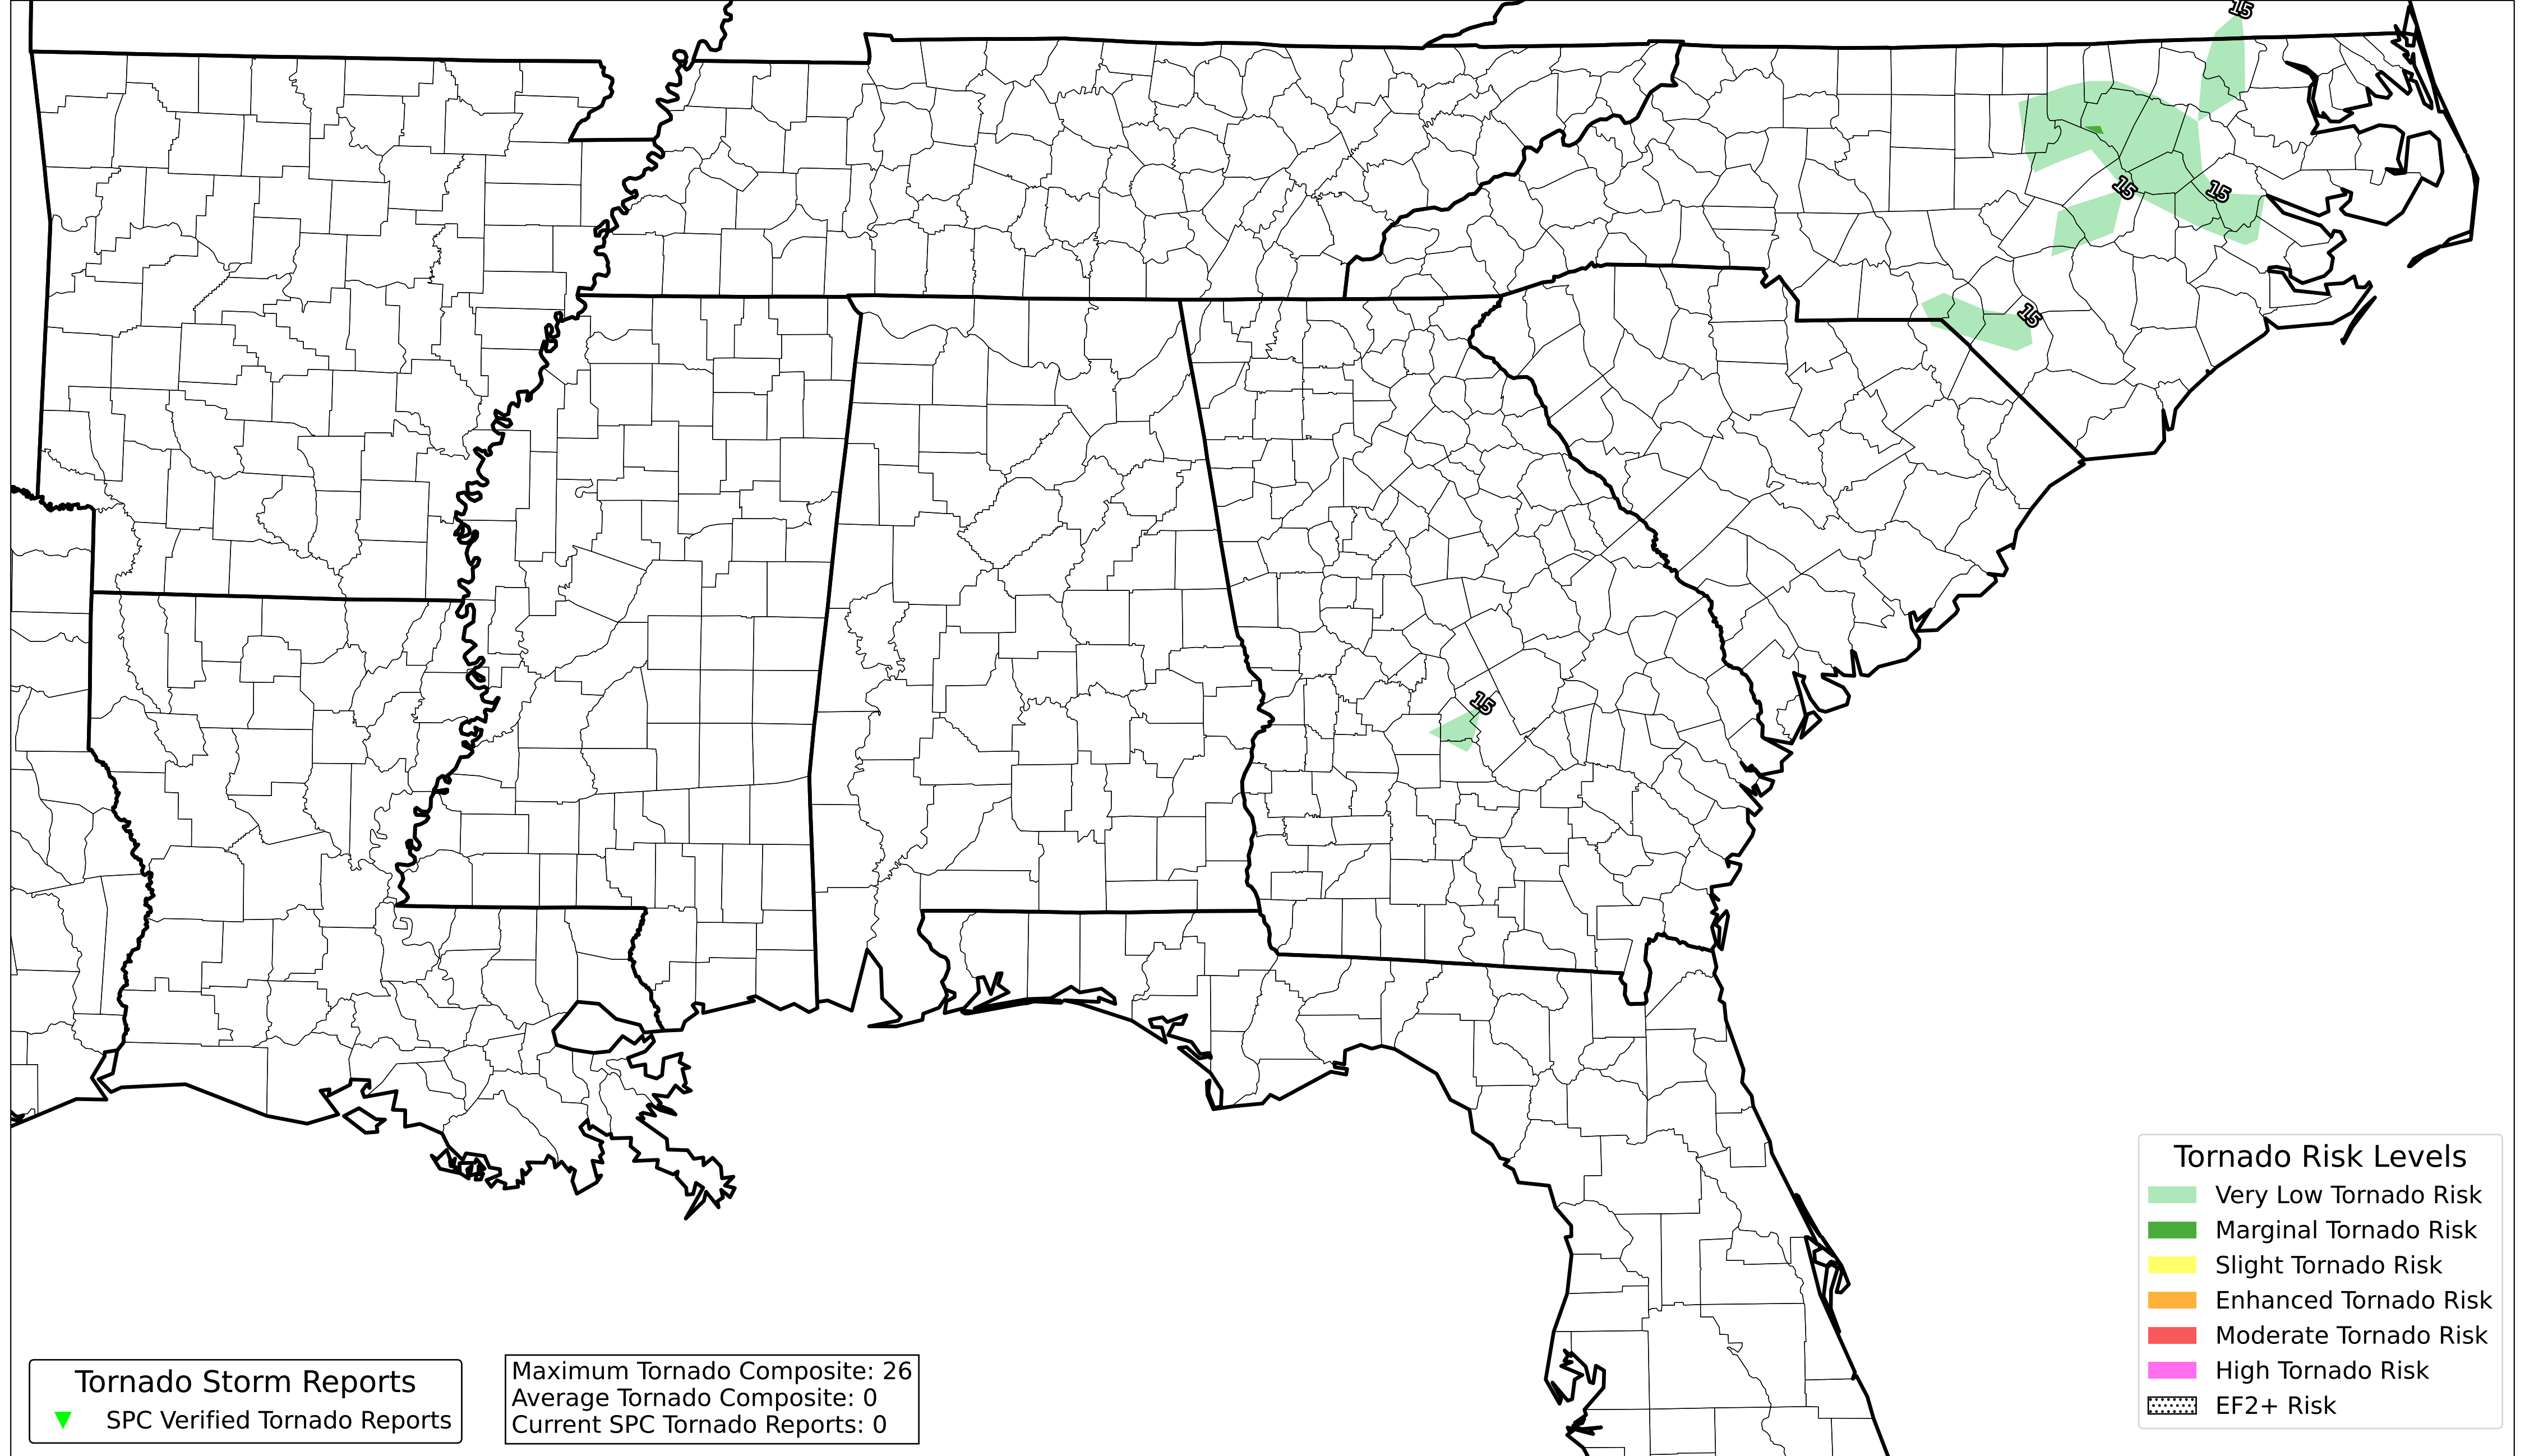 15
15
15
15
15
Tornado Risk Levels
Very Low Tornado Risk
Marginal Tornado Risk
Slight Tornado Risk
Enhanced Tornado Risk
Moderate Tornado Risk
High Tornado Risk
EF2+ Risk
Tornado Storm Reports
SPC Verified Tornado Reports
Maximum Tornado Composite: 26
Average Tornado Composite: 0
Current SPC Tornado Reports: 0